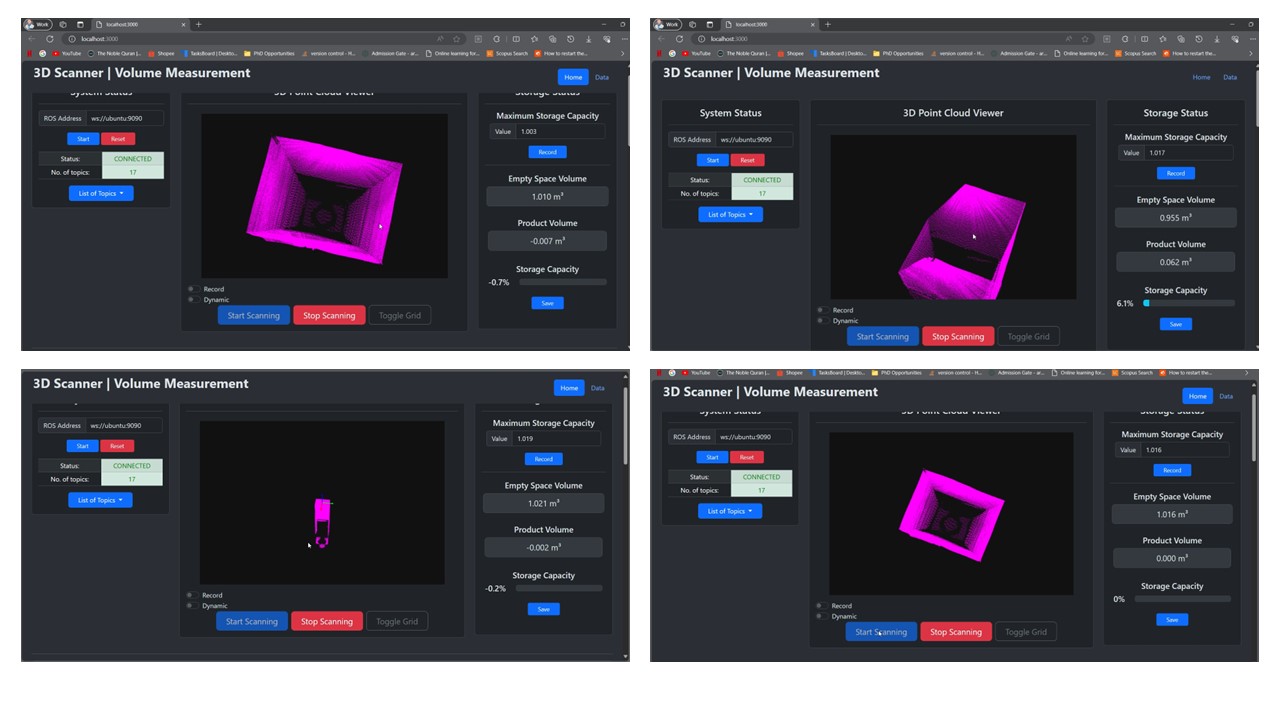 Work
localhost:3000
localhost:3000
YouTube
The Noble Quran |...
Shopee
TasksBoard | Deskto...
PhD Opportunities
version control - H...
Admission Gate - ar...
Online learning for...
Scopus Search
How to restart the...
3D Scanner | Volume Measurement
Home
Data
System Status
ROS Address
ws://ubuntu:9090
Start
Reset
Status:
CONNECTED
No. of topics:
17
List of Topics
3D Point Cloud Viewer
Record
Dynamic
Start Scanning
Stop Scanning
Toggle Grid
Storage Status
Maximum Storage Capacity
Value
1.003
Record
Empty Space Volume
1.010 m³
Product Volume
-0.007 m³
Storage Capacity
-0.7%
Save
Work
localhost:3000
localhost:3000
YouTube
The Noble Quran |...
Shopee
TasksBoard | Deskto...
PhD Opportunities
version control - H...
Admission Gate - ar...
Online learning for...
Scopus Search
How to restart the...
3D Scanner | Volume Measurement
Home
Data
System Status
ROS Address
ws://ubuntu:9090
Start
Reset
Status:
CONNECTED
No. of topics:
17
List of Topics
3D Point Cloud Viewer
Record
Dynamic
Start Scanning
Stop Scanning
Toggle Grid
Storage Status
Maximum Storage Capacity
Value
1.017
Record
Empty Space Volume
0.955 m³
Product Volume
0.062 m³
Storage Capacity
6.1%
Save
3D Scanner | Volume Measurement
Home
Data
ROS Address
ws://ubuntu:9090
Start
Reset
Status:
CONNECTED
No. of topics:
17
List of Topics
Record
Dynamic
Start Scanning
Stop Scanning
Toggle Grid
Maximum Storage Capacity
Value
1.019
Record
Empty Space Volume
1.021 m³
Product Volume
-0.002 m³
Storage Capacity
-0.2%
Save
YouTube
The Noble Quran |...
Shopee
TasksBoard | Deskto...
PhD Opportunities
version control - H...
Admission Gate - ar...
Online learning for...
Scopus Search
How to restart the...
3D Scanner | Volume Measurement
Home
Data
System Status
ROS Address
ws://ubuntu:9090
Start
Reset
Status:
CONNECTED
No. of topics:
17
List of Topics
3D Point Cloud Viewer
Record
Dynamic
Start Scanning
Stop Scanning
Toggle Grid
Storage Status
Maximum Storage Capacity
Value
1.016
Record
Empty Space Volume
1.016 m³
Product Volume
0.000 m³
Storage Capacity
0%
Save